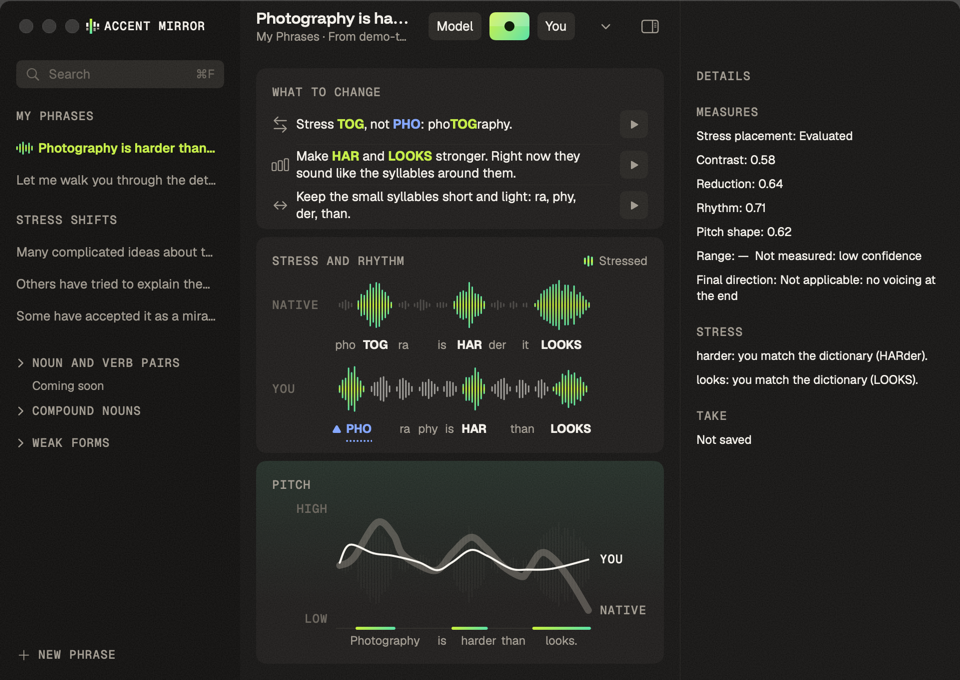 ACCENT MIRROR
Search ⌘F
MY PHRASES
Photography is harder than...
Let me walk you through the det...
STRESS SHIFTS
Many complicated ideas about t...
Others have tried to explain the...
Some have accepted it as a mira...
NOUN AND VERB PAIRS
Coming soon
COMPOUND NOUNS
WEAK FORMS
NEW PHRASE
Photography is ha...
My Phrases · From demo-t...
Model
You
WHAT TO CHANGE
Stress TOG, not PHO: phoTOGraphy.
Make HAR and LOOKS stronger. Right now they
sound like the syllables around them.
Keep the small syllables short and light: ra, phy,
der, than.
STRESS AND RHYTHM
Stressed
NATIVE
pho TOG ra is HAR der it LOOKS
YOU
PHO ra phy is HAR than LOOKS
PITCH
HIGH
YOU
NATIVE
LOW
Photography is harder than looks.
DETAILS
MEASURES
Stress placement: Evaluated
Contrast: 0.58
Reduction: 0.64
Rhythm: 0.71
Pitch shape: 0.62
Range: — Not measured: low confidence
Final direction: Not applicable: no voicing at
the end
STRESS
harder: you match the dictionary (HARder).
looks: you match the dictionary (LOOKS).
TAKE
Not saved